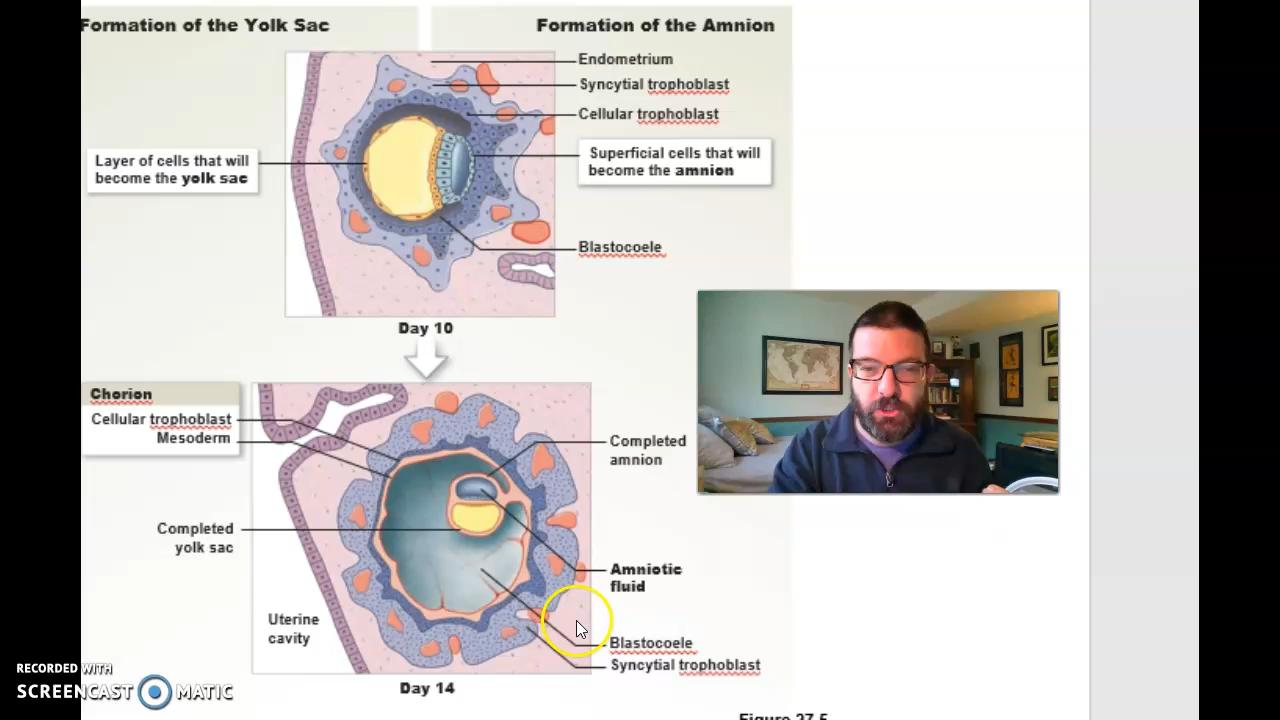 Formation of the Yolk Sac
Formation of the Amnion
Endometrium
Syncytial trophoblast
Cellular trophoblast
Layer of cells that will
become the yolk sac
Superficial cells that will
become the amnion
Blastocoele
Day 10
Chorion
Cellular trophoblast
Mesoderm
Completed
amnion
Completed
yolk sac
Amniotic
fluid
Uterine
cavity
Blastocoele
Syncytial trophoblast
Day 14
Figure 27.5
RECORDED WITH
SCREENCAST MATIC